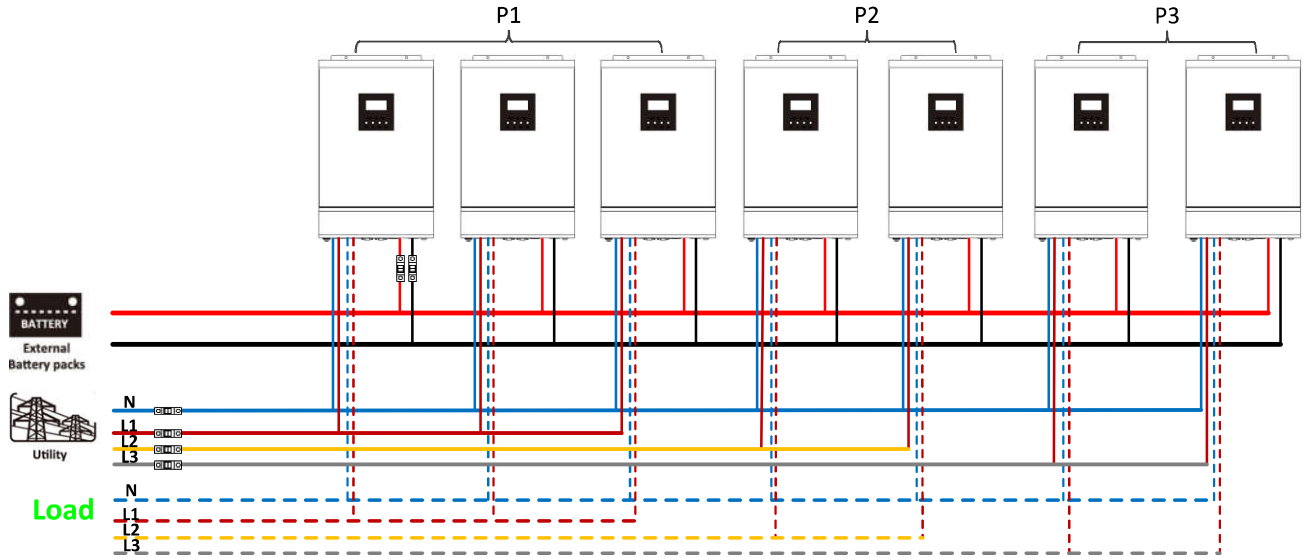 P1
P2
P3
BATTERY
External
Battery packs
N
L1
L2
L3
Utility
Load
N
L1
L2
L3